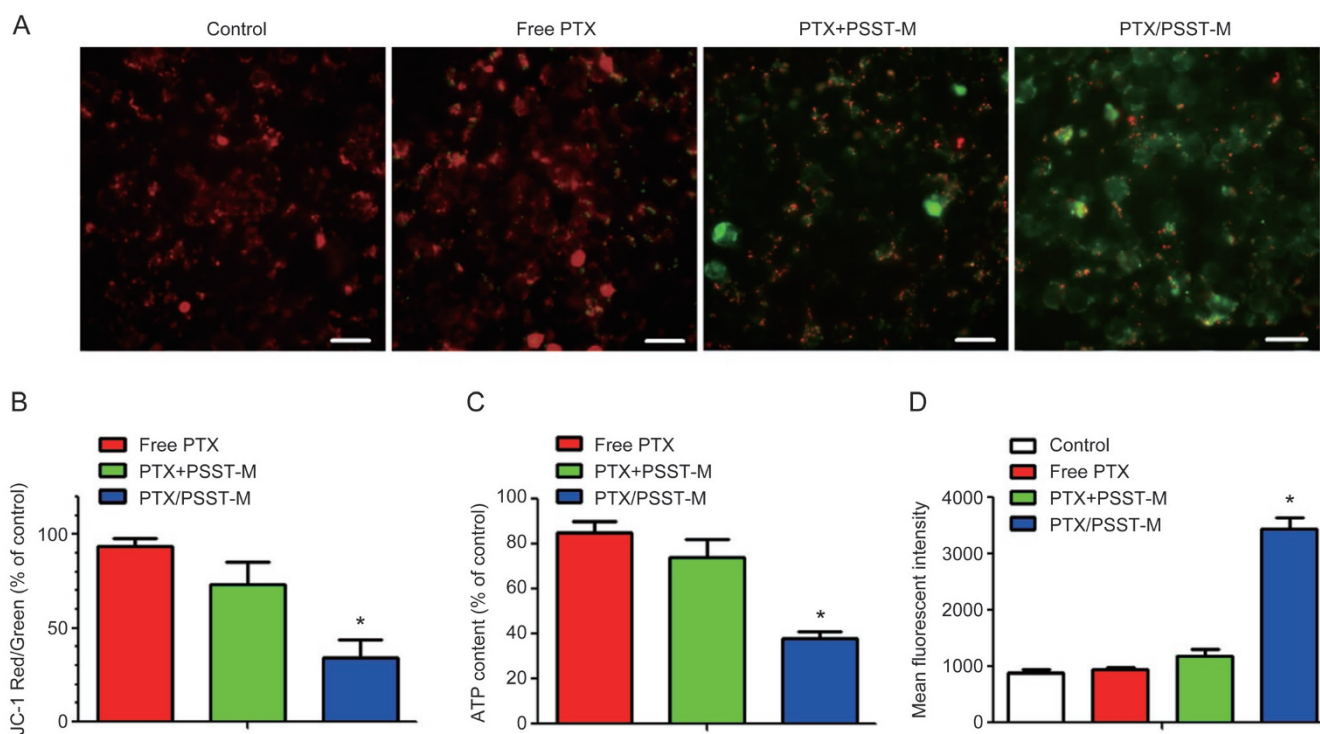 A
Control
Free PTX
PTX+PSST-M
PTX/PSST-M
B
Free PTX
PTX+PSST-M
PTX/PSST-M
JC-1 Red/Green (% of control)
100
50
0
*
C
Free PTX
PTX+PSST-M
PTX/PSST-M
ATP content (% of control)
100
80
60
40
20
0
*
D
Control
Free PTX
PTX+PSST-M
PTX/PSST-M
Mean fluorescent intensity
4000
3000
2000
1000
0
*